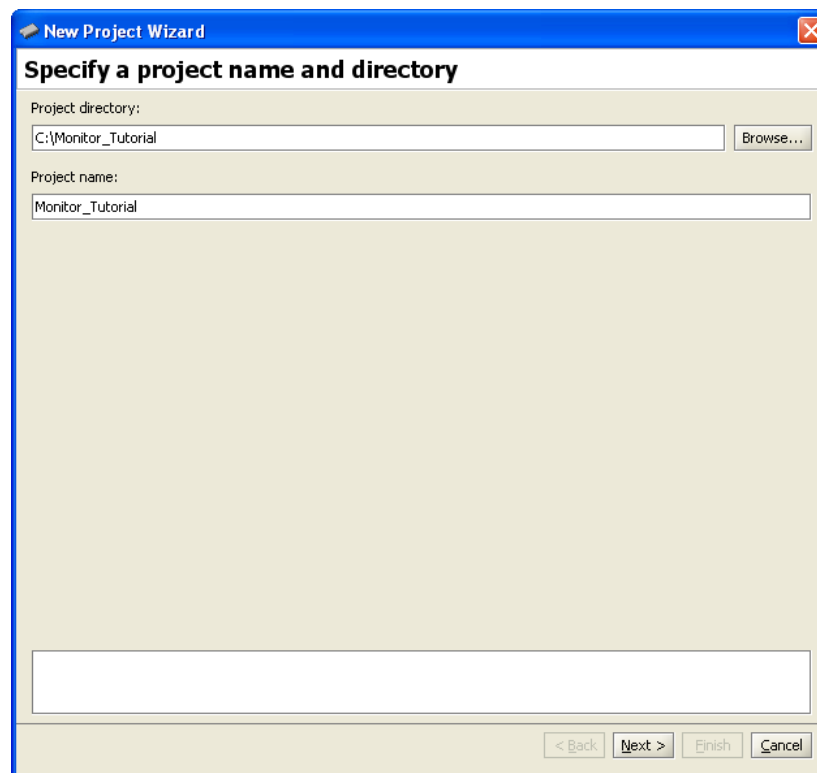 New Project Wizard
Specify a project name and directory
Project directory:
C:\Monitor_Tutorial
Browse...
Project name:
Monitor_Tutorial
< Back Next > Finish Cancel